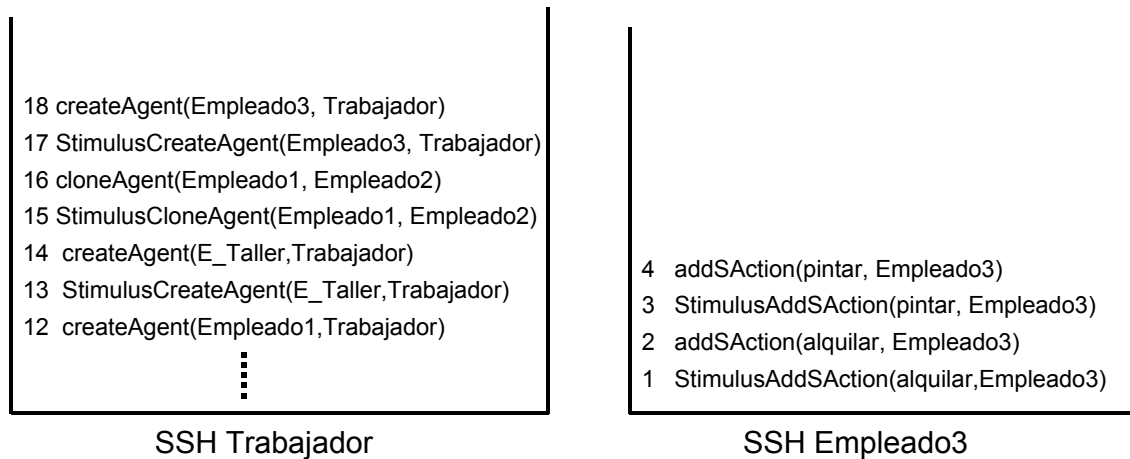 18 createAgent(Empleado3, Trabajador)
17 StimulusCreateAgent(Empleado3, Trabajador)
16 cloneAgent(Empleado1, Empleado2)
15 StimulusCloneAgent(Empleado1, Empleado2)
14 createAgent(E_Taller,Trabajador)
13 StimulusCreateAgent(E_Taller,Trabajador)
12 createAgent(Empleado1,Trabajador)
SSH Trabajador
4 addSAction(pintar, Empleado3)
3 StimulusAddSAction(pintar, Empleado3)
2 addSAction(alquilar, Empleado3)
1 StimulusAddSAction(alquilar,Empleado3)
SSH Empleado3